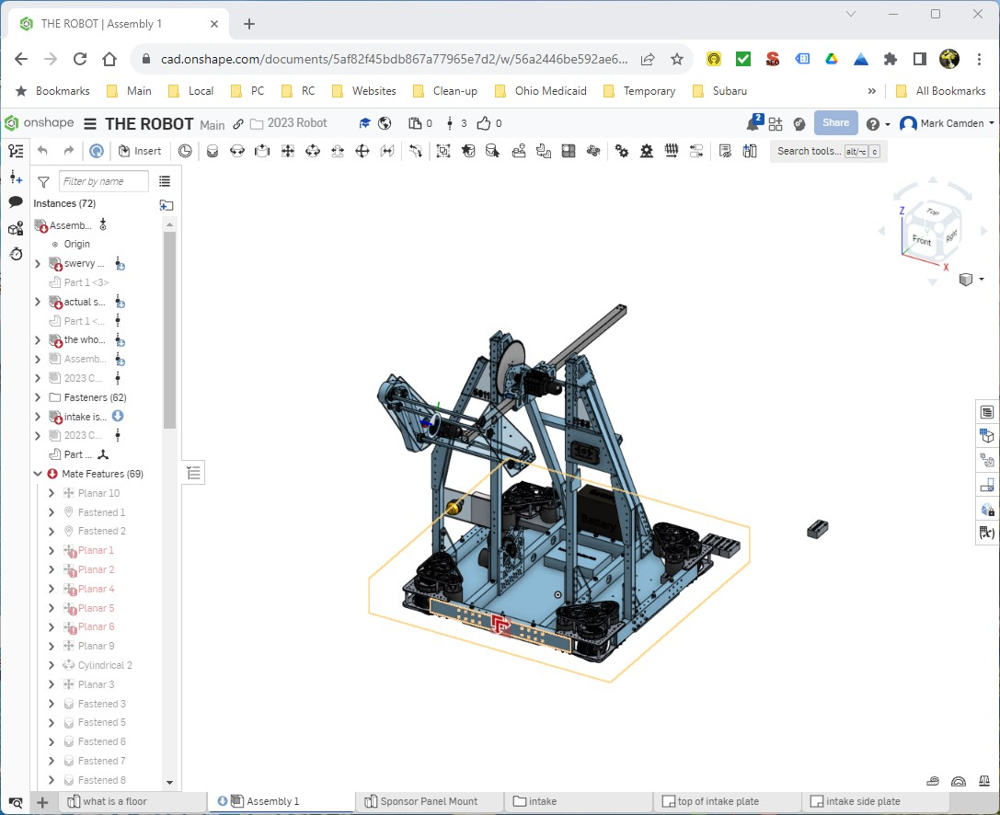 THE ROBOT | Assembly 1
cad.onshape.com/documents/5af82f45bdb867a77965e7d2/w/56a2446be592ae6...
Bookmarks Main Local PC RC Websites Clean-up Ohio Medicaid Temporary Subaru » All Bookmarks
onshape THE ROBOT Main 2023 Robot 0 3 0 2 Share Mark Camden
Insert Search tools... alt/⌥ c
Filter by name
Instances (72)
Assemb...
Origin
swervy ...
Part 1 <3>
actual s...
Part 1 <...
the who...
Assemb...
2023 C...
Fasteners (62)
intake is...
2023 C...
Part ...
Mate Features (69)
Planar 10
Fastened 1
Fastened 2
Planar 1
Planar 2
Planar 4
Planar 5
Planar 6
Planar 9
Cylindrical 2
Planar 3
Fastened 3
Fastened 5
Fastened 6
Fastened 7
Fastened 8
Z
Top
Front
Right
X
Battery
what is a floor Assembly 1 Sponsor Panel Mount intake top of intake plate intake side plate